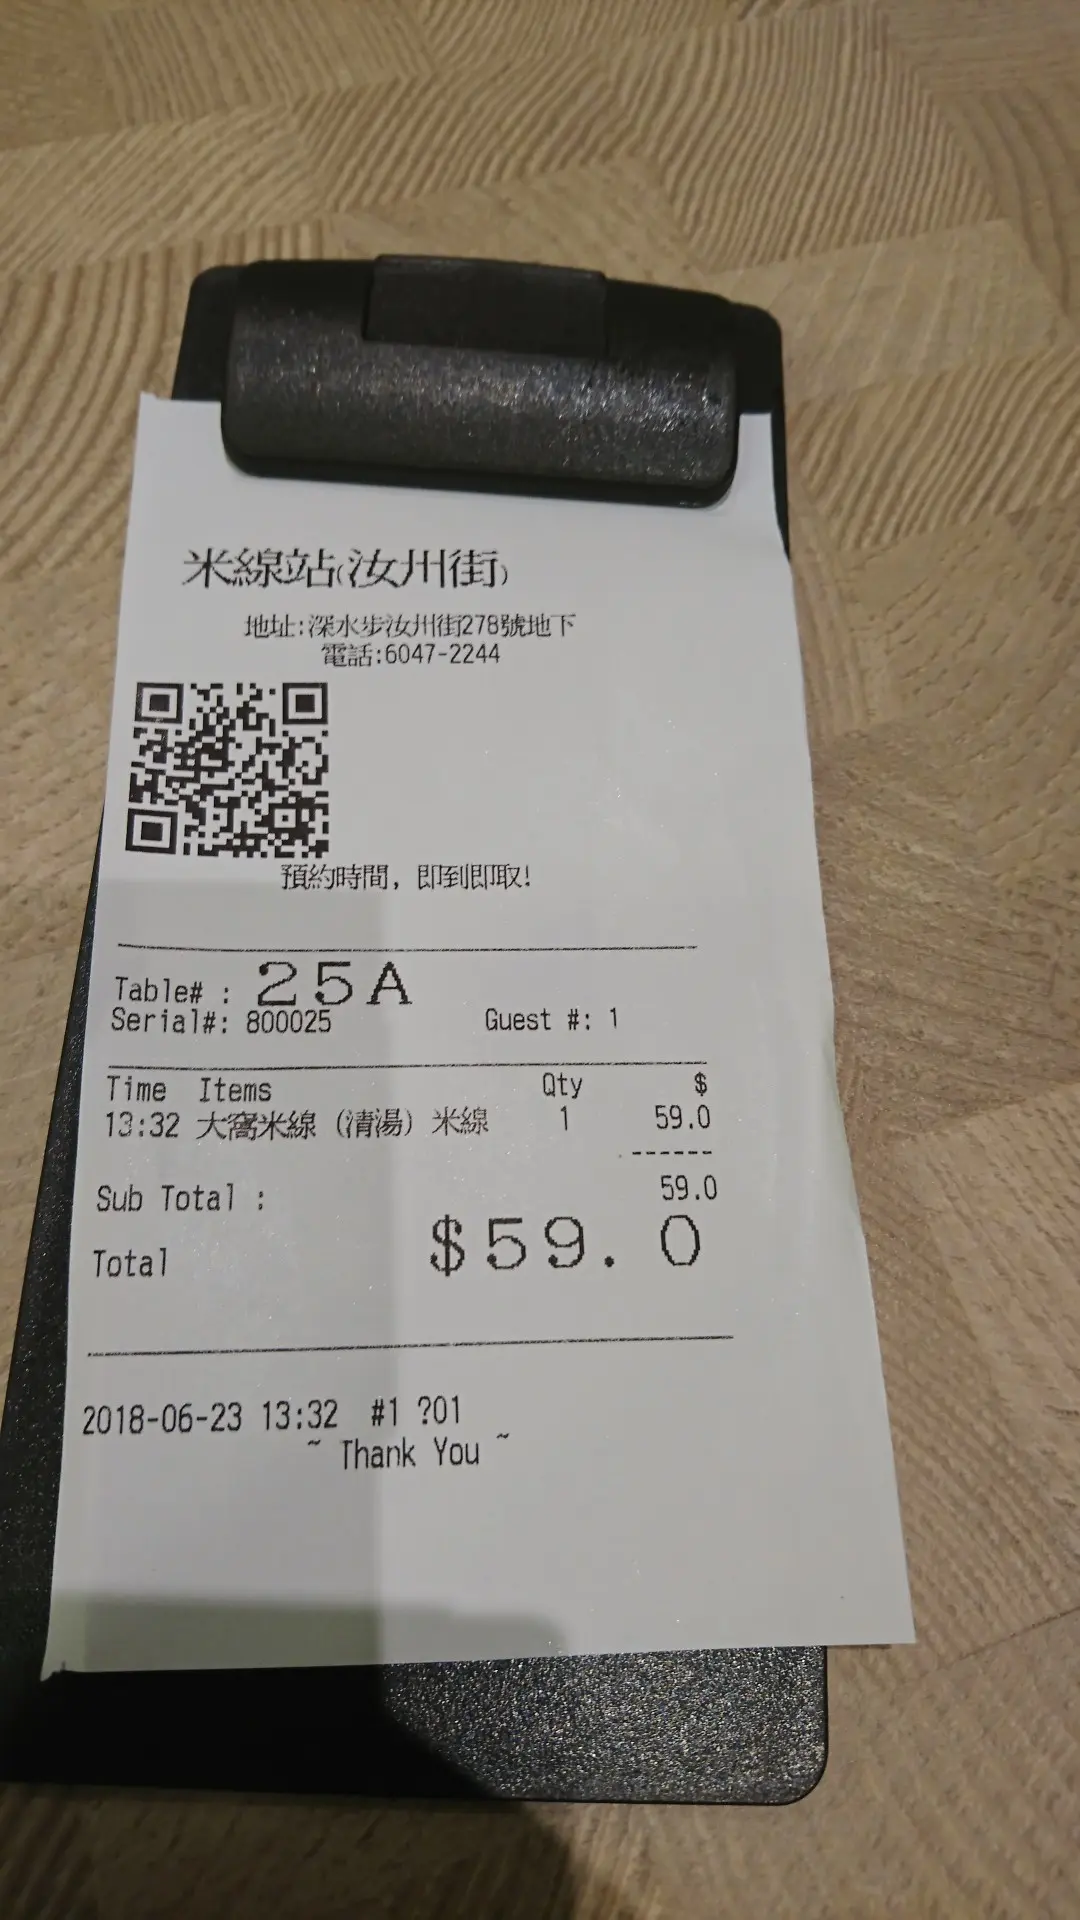 米線站(汝州街)
地址:深水步汝州街278號地下
電話:6047-2244
預約時間，即到即取!
Table# : 25A
Serial#: 800025 Guest #: 1
Time Items Qty $
13:32 大窩米線（清湯）米線 1 59.0
------
Sub Total : 59.0
Total $59.0
2018-06-23 13:32 #1 ?01
~ Thank You ~